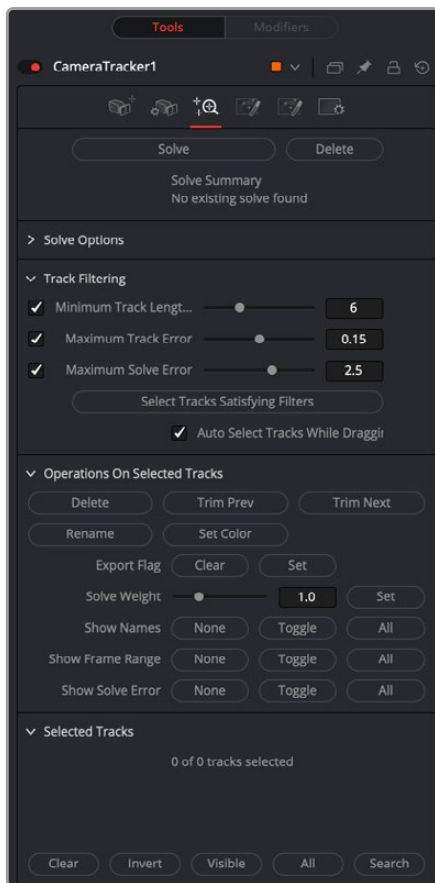 Tools Modifiers
CameraTracker1
Solve Delete
Solve Summary
No existing solve found
Solve Options
Track Filtering
Minimum Track Lengt... 6
Maximum Track Error 0.15
Maximum Solve Error 2.5
Select Tracks Satisfying Filters
Auto Select Tracks While Draggin
Operations On Selected Tracks
Delete Trim Prev Trim Next
Rename Set Color
Export Flag Clear Set
Solve Weight 1.0 Set
Show Names None Toggle All
Show Frame Range None Toggle All
Show Solve Error None Toggle All
Selected Tracks
0 of 0 tracks selected
Clear Invert Visible All Search